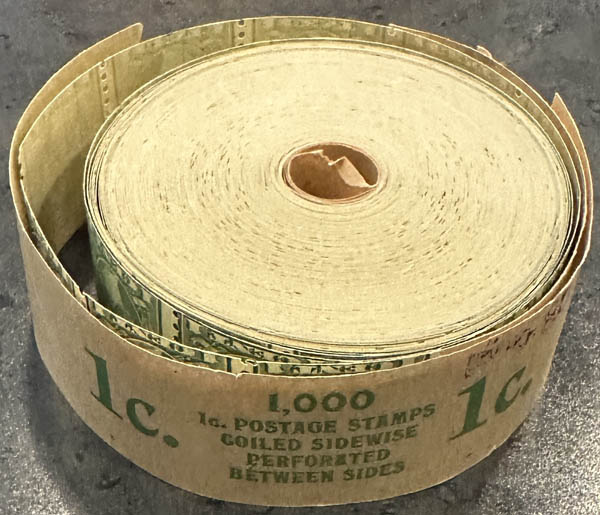 1c.
1,000
1c. POSTAGE STAMPS
COILED SIDEWISE
PERFORATED
BETWEEN SIDES
1c.